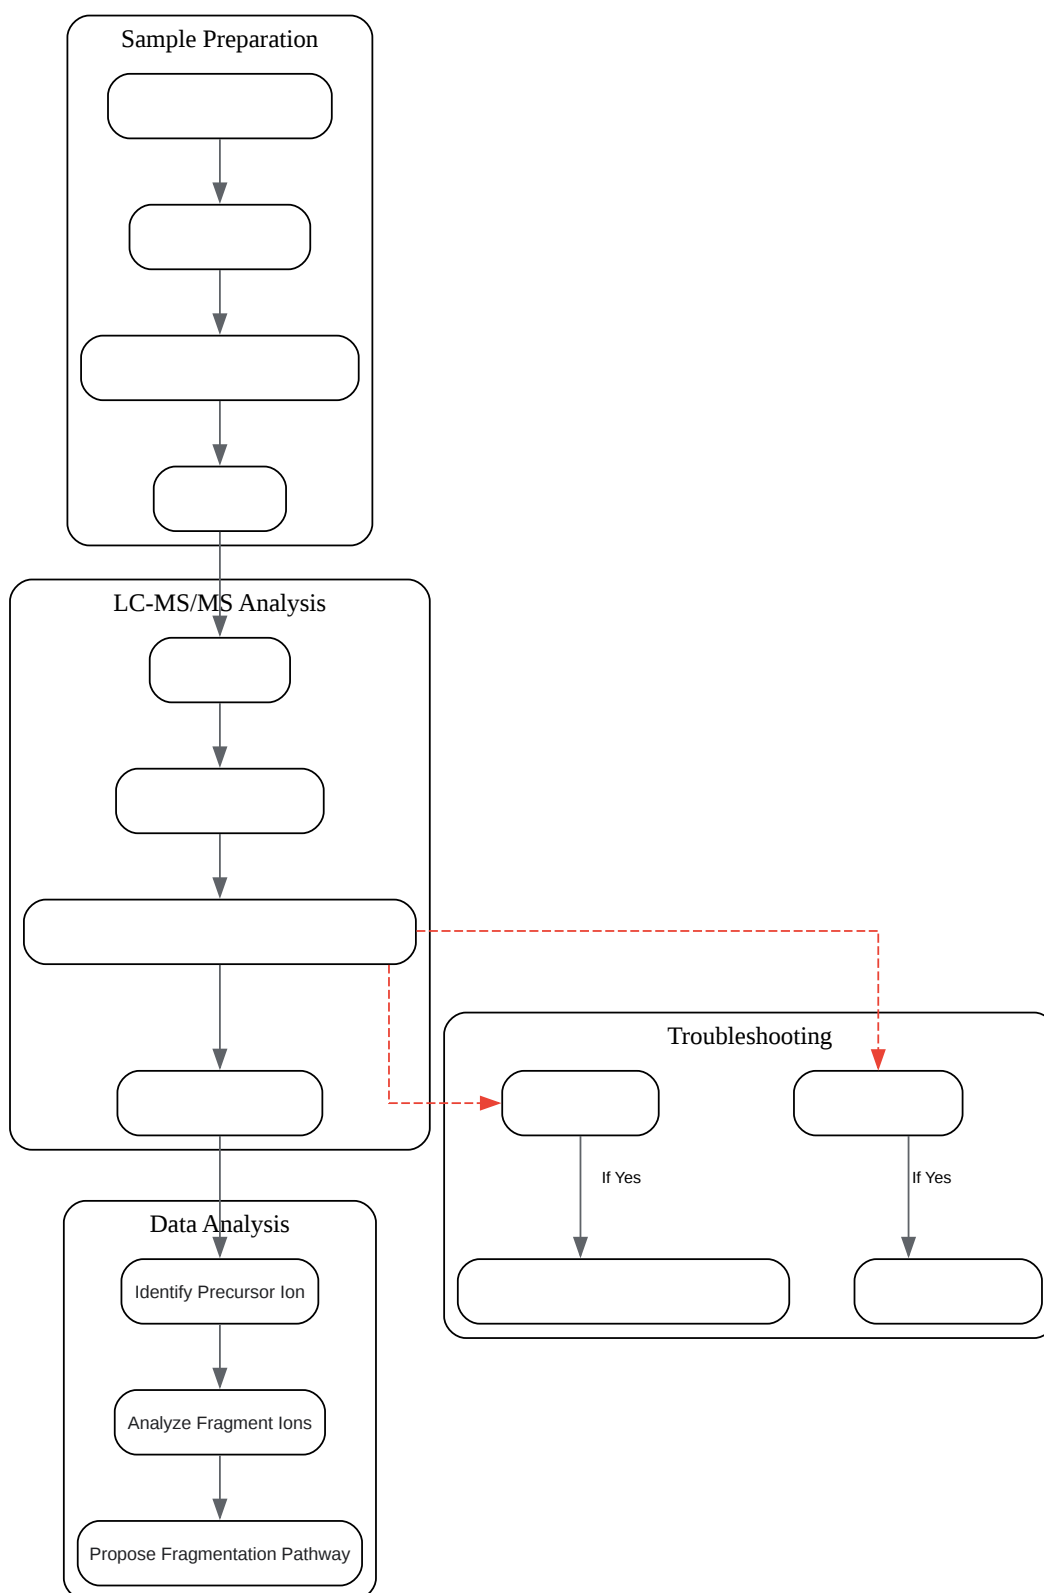 Sample Preparation
LC-MS/MS Analysis
Troubleshooting
If Yes
If Yes
Data Analysis
Identify Precursor Ion
Analyze Fragment Ions
Propose Fragmentation Pathway